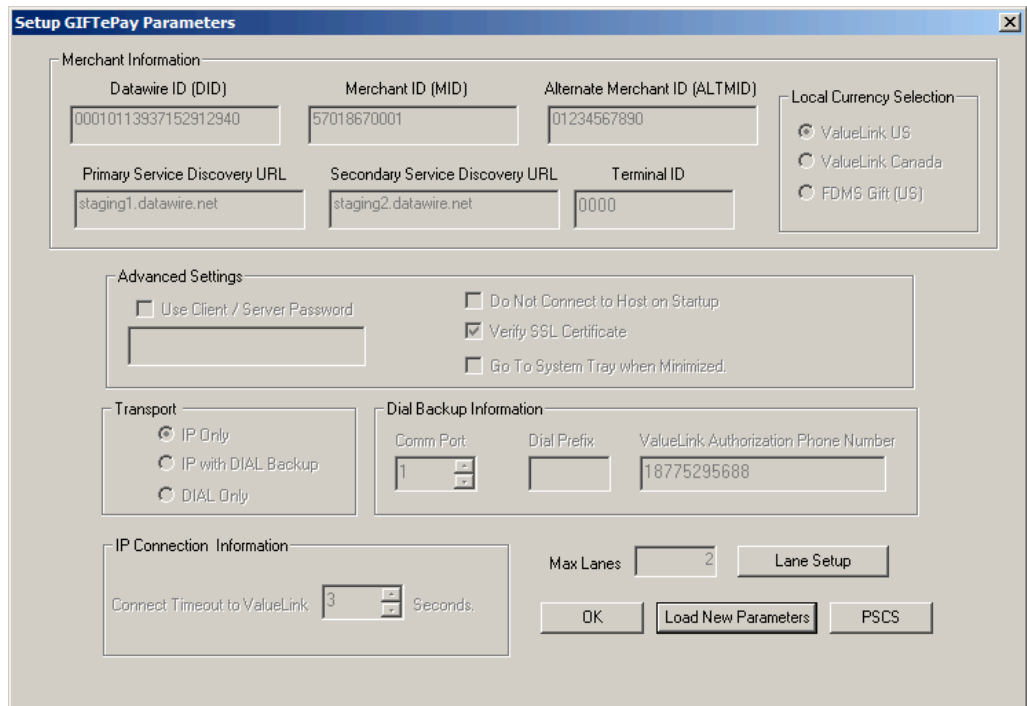 Setup GIFTePay Parameters
Merchant Information
Datawire ID (DID)
Merchant ID (MID)
Alternate Merchant ID (ALTMID)
00010113937152912940
57018670001
01234567890
Primary Service Discovery URL
Secondary Service Discovery URL
Terminal ID
staging1.datawire.net
staging2.datawire.net
0000
Local Currency Selection
ValueLink US
ValueLink Canada
FDMS Gift (US)
Advanced Settings
Use Client / Server Password
Do Not Connect to Host on Startup
Verify SSL Certificate
Go To System Tray when Minimized.
Transport
IP Only
IP with DIAL Backup
DIAL Only
Dial Backup Information
Comm Port
Dial Prefix
ValueLink Authorization Phone Number
1
18775295688
IP Connection Information
Connect Timeout to ValueLink
3
Seconds.
Max Lanes
2
Lane Setup
OK
Load New Parameters
PSCS